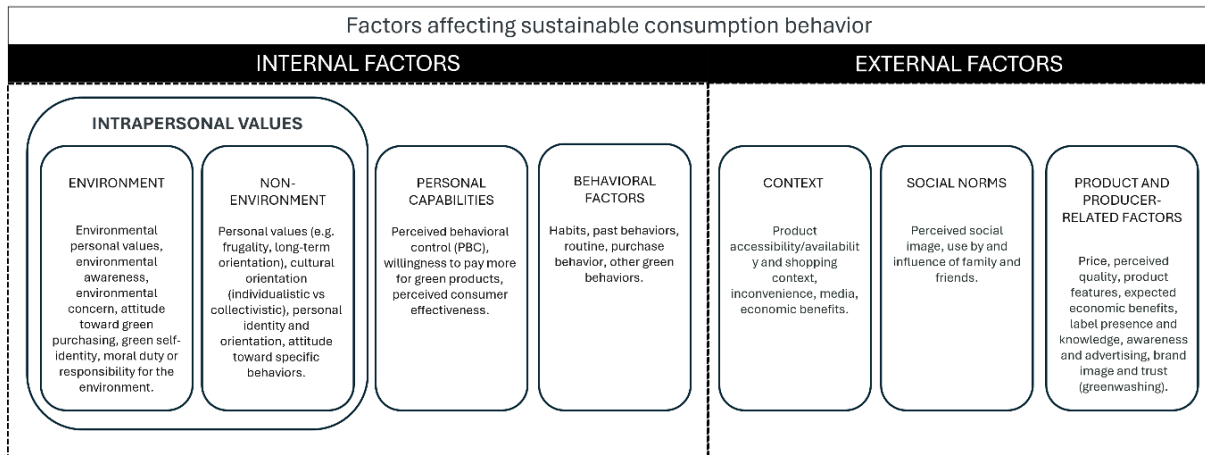 Factors affecting sustainable consumption behavior
INTERNAL FACTORS
EXTERNAL FACTORS
INTRAPERSONAL VALUES
ENVIRONMENT
Environmental
personal values,
environmental
awareness,
environmental
concern, attitude
toward green
purchasing, green self-
identity, moral duty or
responsibility for the
environment.
NON-
ENVIRONMENT
Personal values (e.g.
frugality, long-term
orientation), cultural
orientation
(individualistic vs
collectivistic), personal
identity and
orientation, attitude
toward specific
behaviors.
PERSONAL
CAPABILITIES
Perceived behavioral
control (PBC),
willingness to pay more
for green products,
perceived consumer
effectiveness.
BEHAVIORAL
FACTORS
Habits, past behaviors,
routine, purchase
behavior, other green
behaviors.
CONTEXT
Product
accessibility/availabilit
y and shopping
context,
inconvenience, media,
economic benefits.
SOCIAL NORMS
Perceived social
image, use by and
influence of family and
friends.
PRODUCT AND
PRODUCER-
RELATED FACTORS
Price, perceived
quality, product
features, expected
economic benefits,
label presence and
knowledge, awareness
and advertising, brand
image and trust
(greenwashing).